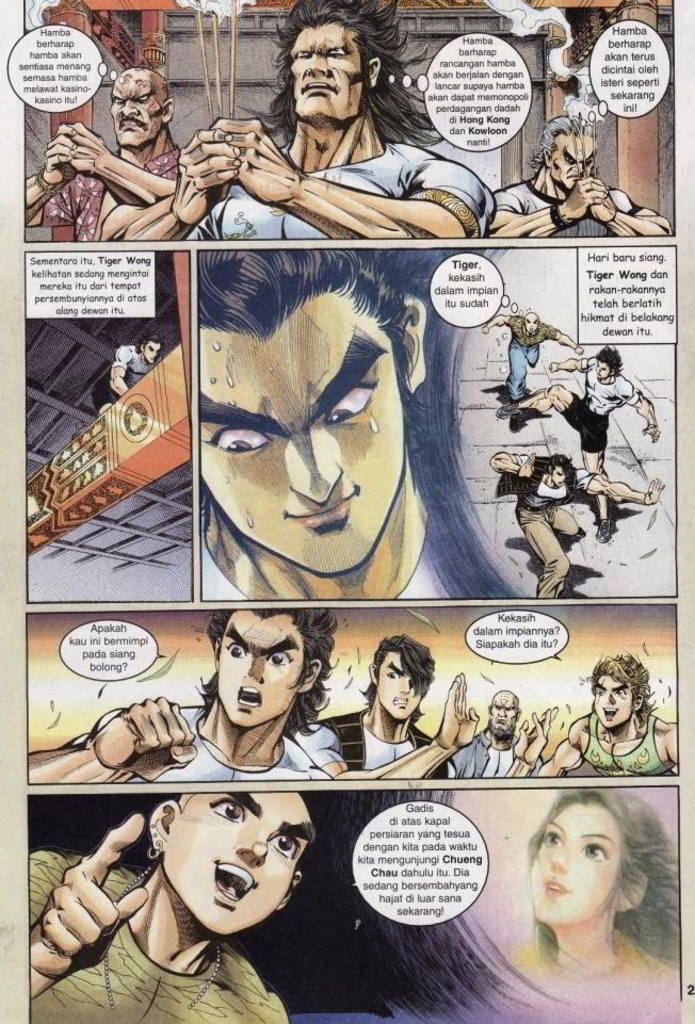 Hamba
berharap
hamba akan
sentiasa menang
semasa hamba
melawat kasino-
kasino itu!
Hamba
barharap
rancangan hamba
akan berjalan dengan
lancar supaya hamba
akan dapat memonopoli
perdagangan dadah
di Hong Kong
dan Kowloon
nanti!
Hamba
berharap
akan terus
dicintai oleh
isteri seperti
sekarang
ini!
Sementara itu, Tiger Wong
kelihatan sedang mengintai
mereka itu dari tempat
persembunyiannya di atas
alang dewan itu.
Tiger,
kekasih
dalam impian
itu sudah
Hari baru siang.
Tiger Wong dan
rakan-rakannya
telah berlatih
hikmat di belakang
dewan itu.
Apakah
kau ini bermimpi
pada siang
bolong?
Kekasih
dalam impiannya?
Siapakah dia itu?
Gadis
di atas kapal
persiaran yang tesua
dengan kita pada waktu
kita mengunjungi Chueng
Chau dahulu itu. Dia
sedang bersembahyang
hajat di luar sana
sekarang!
2